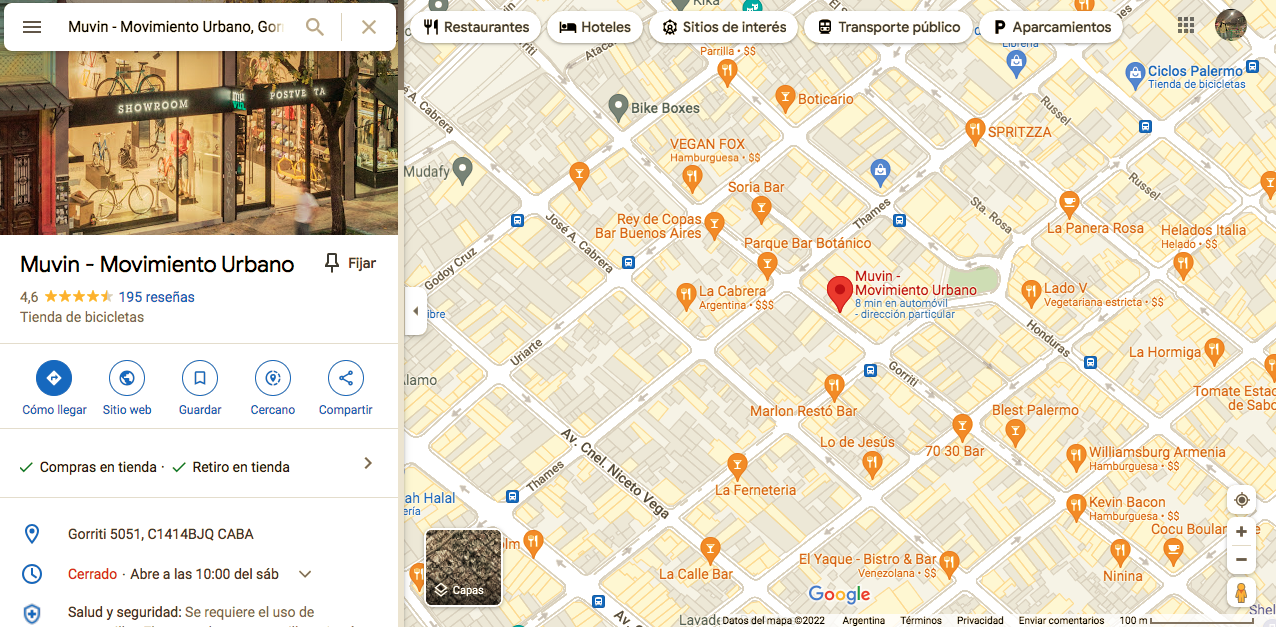 Muvin - Movimiento Urbano, Gorr
SHOWROOM
POSTVENTA
Muvin - Movimiento Urbano
Fijar
4,6
195 reseñas
Tienda de bicicletas
Cómo llegar
Sitio web
Guardar
Cercano
Compartir
Compras en tienda ·
Retiro en tienda
Gorriti 5051, C1414BJQ CABA
Cerrado · Abre a las 10:00 del sáb
Salud y seguridad: Se requiere el uso de
Restaurantes
Hoteles
Sitios de interés
Transporte público
P Aparcamientos
Rika
Parrilla · $$
Librería
Ciclos Palermo
Tienda de bicicletas
Boticario
Bike Boxes
Russel
SPRITZZA
José A. Cabrera
VEGAN FOX
Hamburguesa · $$
Mudafy
Soria Bar
Russel
Thames
Sta. Rosa
Rey de Copas
Bar Buenos Aires
La Panera Rosa
Helados Italia
Helado · $$
Parque Bar Botánico
Godoy Cruz
Muvin -
Movimiento Urbano
8 min en automóvil
- dirección particular
La Cabrera
Argentina · $$$
Lado V
Vegetariana estricta · $$
ibre
Uriarte
Honduras
La Hormiga
Alamo
Gorriti
Tomate Estac
de Sabo
Marlon Restó Bar
Blest Palermo
Av. Cnel. Niceto Vega
Lo de Jesús
70 30 Bar
Williamsburg Armenia
Hamburguesa · $$
Thames
La Ferneteria
ah Halal
ería
Kevin Bacon
Hamburguesa · $$
Cocu Boulan
lm
La Calle Bar
El Yaque - Bistro & Bar
Venezolana · $$
Ninina
Capas
Google
Shel
Lavade
Datos del mapa ©2022
Argentina
Términos
Privacidad
Enviar comentarios
100 m